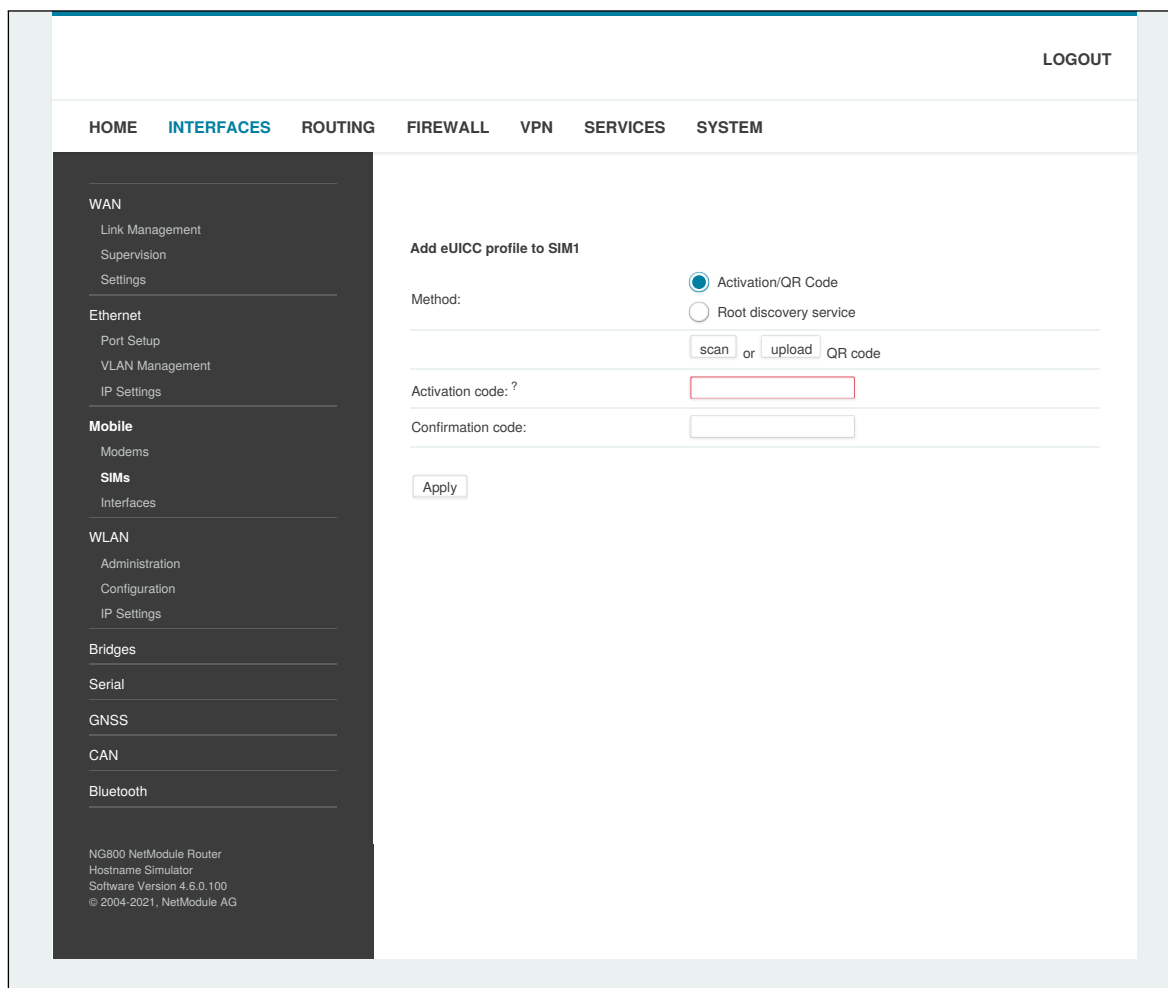 LOGOUT
HOME INTERFACES ROUTING FIREWALL VPN SERVICES SYSTEM
WAN
Link Management
Supervision
Settings
Ethernet
Port Setup
VLAN Management
IP Settings
Mobile
Modems
SIMs
Interfaces
WLAN
Administration
Configuration
IP Settings
Bridges
Serial
GNSS
CAN
Bluetooth
NG800 NetModule Router
Hostname Simulator
Software Version 4.6.0.100
© 2004-2021, NetModule AG
Add eUICC profile to SIM1
Method:
Activation/QR Code
Root discovery service
scan or upload QR code
Activation code: ?
Confirmation code:
Apply